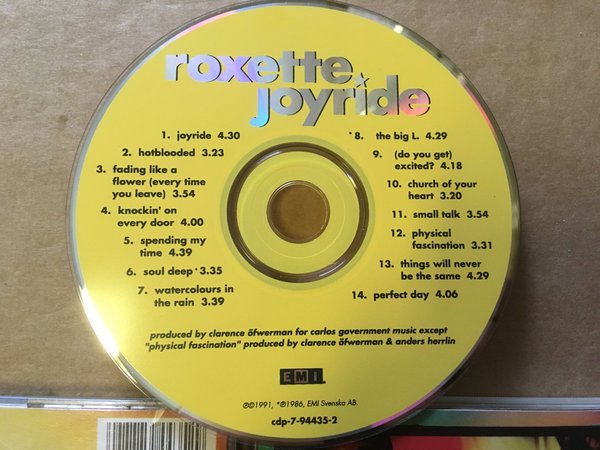 roxette
joyride
1. joyride 4.30
2. hotblooded 3.23
3. fading like a
flower (every time
you leave) 3.54
4. knockin' on
every door 4.00
5. spending my
time 4.39
6. soul deep * 3.35
7. watercolours in
the rain 3.39
*8. the big L. 4.29
9. (do you get)
excited? 4.18
10. church of your
heart 3.20
11. small talk 3.54
12. physical
fascination 3.31
13. things will never
be the same 4.29
14. perfect day 4.06
produced by clarence öfwerman for carlos government music except
"physical fascination" produced by clarence öfwerman & anders herrlin
EMI
℗©1991, *℗1986, EMI Svenska AB.
cdp-7-94435-2